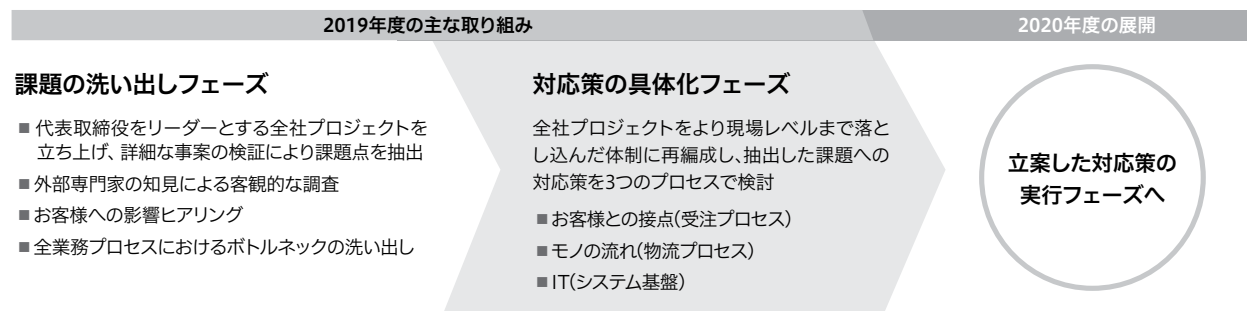 2019年度の主な取り組み
2020年度の展開
課題の洗い出しフェーズ
■ 代表取締役をリーダーとする全社プロジェクトを
立ち上げ、詳細な事案の検証により課題点を抽出
■ 外部専門家の知見による客観的な調査
■ お客様への影響ヒアリング
■ 全業務プロセスにおけるボトルネックの洗い出し
対応策の具体化フェーズ
全社プロジェクトをより現場レベルまで落と
し込んだ体制に再編成し、抽出した課題への
対応策を3つのプロセスで検討
■ お客様との接点(受注プロセス)
■ モノの流れ(物流プロセス)
■ IT(システム基盤)
立案した対応策の
実行フェーズへ